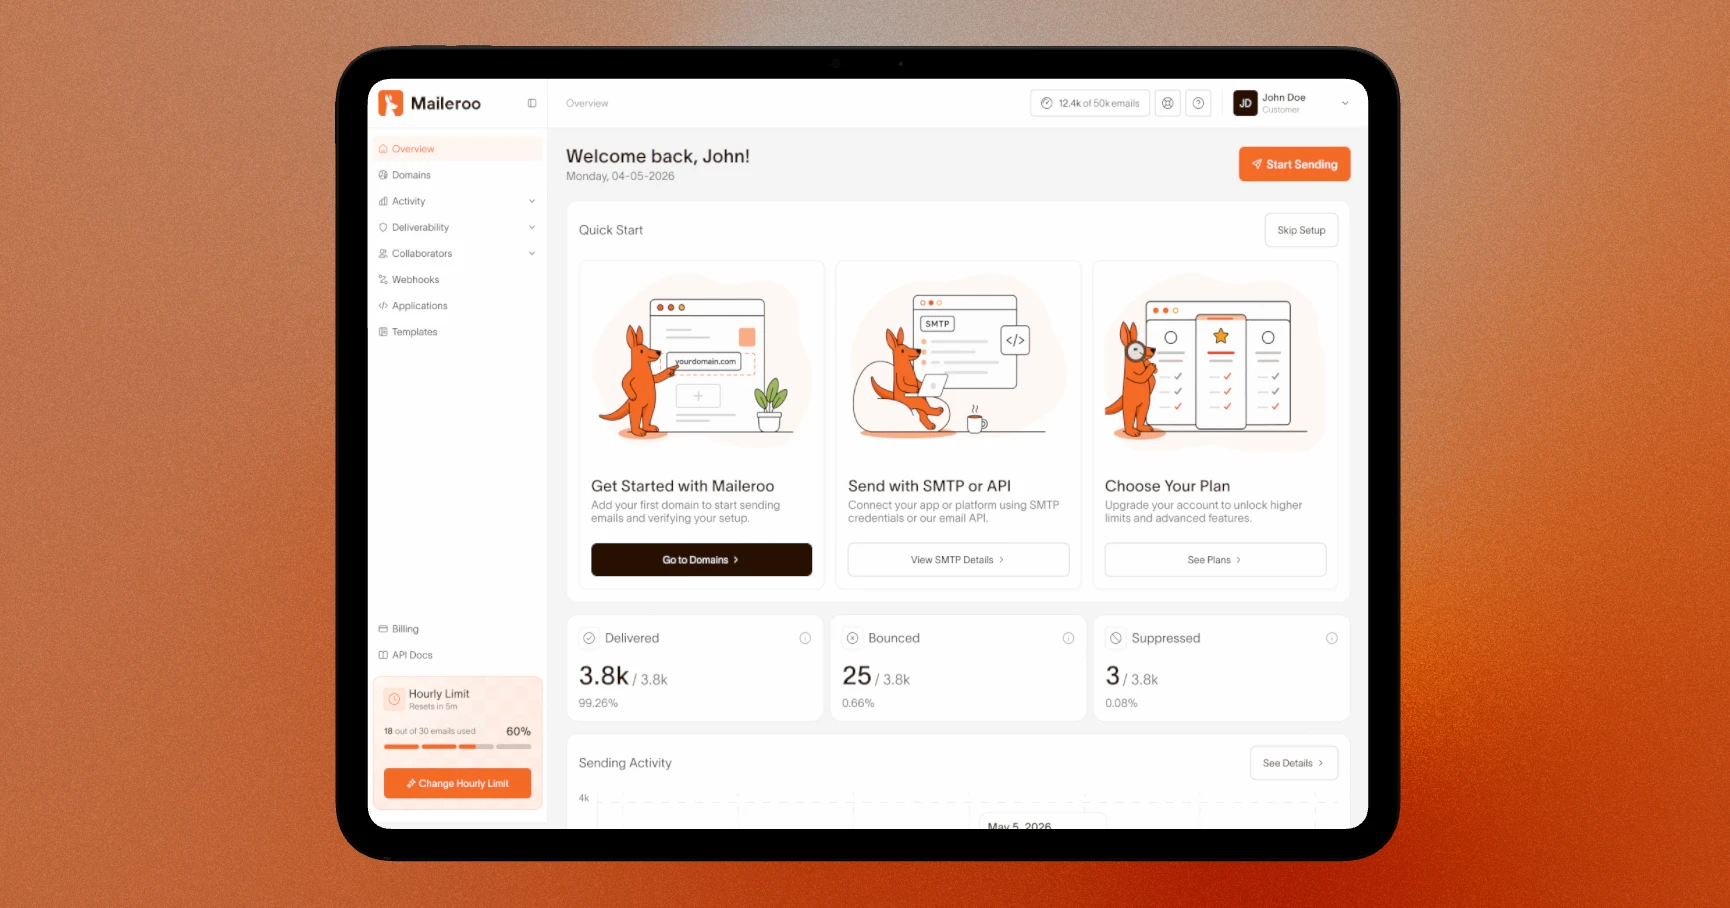 Maileroo
Overview
12.4k of 50k emails
JD
John Doe
Customer
Overview
Domains
Activity
Deliverability
Collaborators
Webhooks
Applications
Templates
Billing
API Docs
Hourly Limit
Resets in 5m
18 out of 30 emails used
60%
Change Hourly Limit
Welcome back, John!
Monday, 04-05-2026
Start Sending
Quick Start
Skip Setup
yourdomain.com
Get Started with Maileroo
Add your first domain to start sending
emails and verifying your setup.
Go to Domains
SMTP
</>
Send with SMTP or API
Connect your app or platform using SMTP
credentials or our email API.
View SMTP Details
Choose Your Plan
Upgrade your account to unlock higher
limits and advanced features.
See Plans
Delivered
3.8k / 3.8k
99.26%
Bounced
25 / 3.8k
0.66%
Suppressed
3 / 3.8k
0.08%
Sending Activity
See Details
4k
May 5, 2026